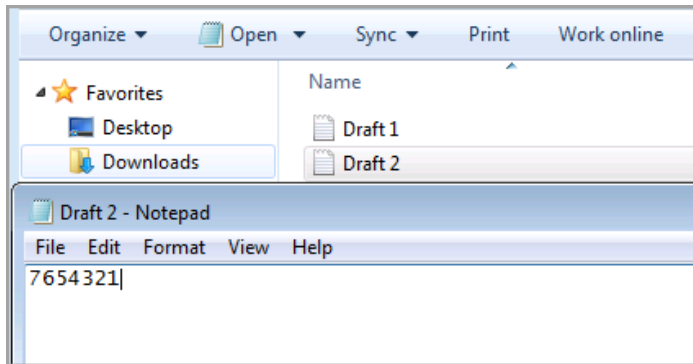 Organize Open Sync Print Work online
Favorites
Desktop
Downloads
Name
Draft 1
Draft 2
Draft 2 - Notepad
File Edit Format View Help
7654321